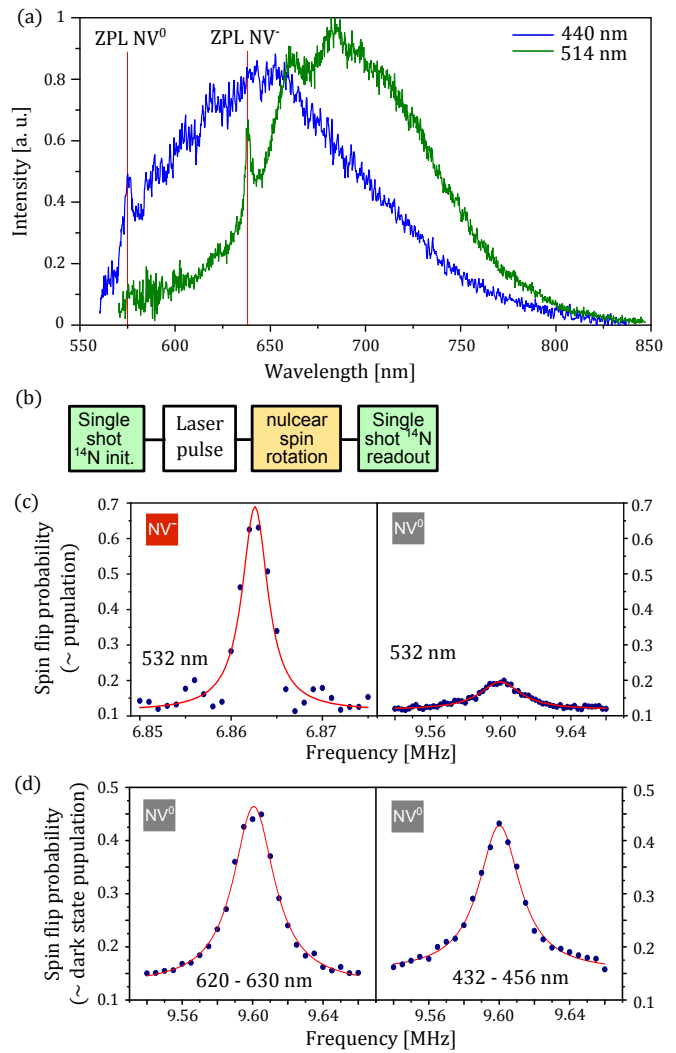 (a)
ZPL NV⁰
ZPL NV⁻
440 nm
514 nm
1
0.8
0.6
0.4
0.2
0
Intensity [a. u.]
550
600
650
700
750
800
850
Wavelength [nm]
(b)
Single
shot
¹⁴N init.
Laser
pulse
nulcear
spin
rotation
Single
shot ¹⁴N
readout
(c)
Spin flip probability
(~ pupulation)
0.7
0.6
0.5
0.4
0.3
0.2
0.1
NV⁻
532 nm
6.85
6.86
6.87
NV⁰
532 nm
9.56
9.60
9.64
0.7
0.6
0.5
0.4
0.3
0.2
0.1
Frequency [MHz]
(d)
Spin flip probability
(~ dark state pupulation)
0.5
0.4
0.3
0.2
0.1
NV⁰
620 - 630 nm
9.56
9.60
9.64
NV⁰
432 - 456 nm
9.56
9.60
9.64
0.5
0.4
0.3
0.2
0.1
Frequency [MHz]